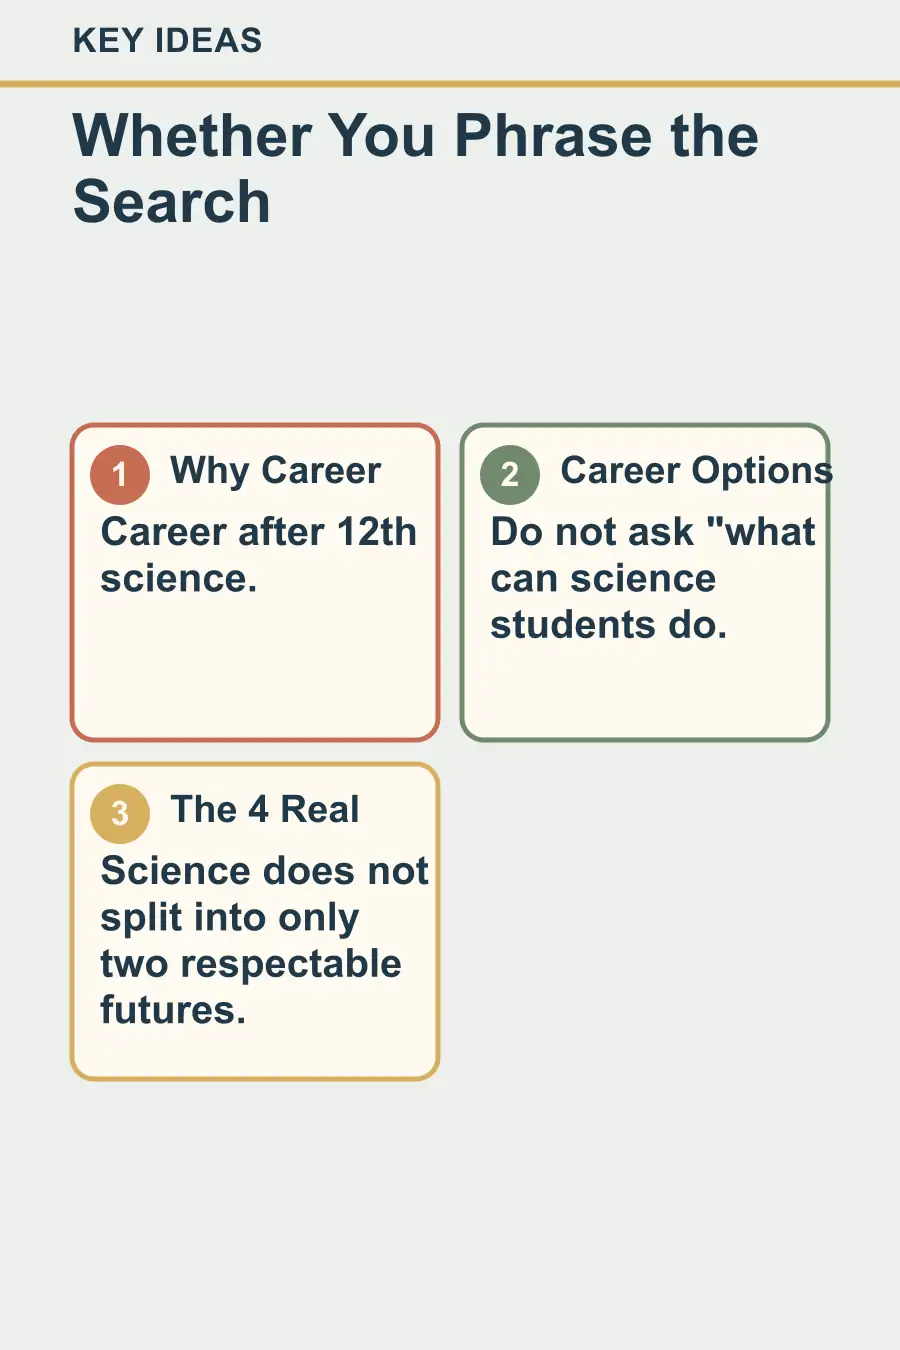 KEY IDEAS
Whether You Phrase the
Search
1 Why Career
Career after 12th
science.
2 Career Options
Do not ask "what
can science
students do.
3 The 4 Real
Science does not
split into only
two respectable
futures.